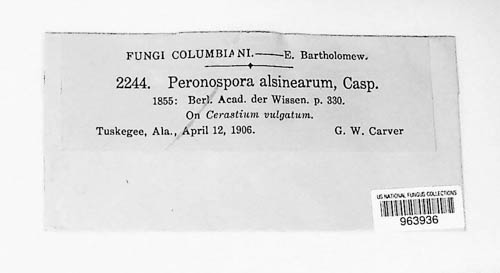 FUNGI COLUMBIANI.——E. Bartholomew.
2244. Peronospora alsinearum, Casp.
1855: Berl. Acad. der Wissen. p. 330.
On Cerastium vulgatum.
Tuskegee, Ala., April 12, 1906. G. W. Carver
US NATIONAL FUNGUS COLLECTIONS
963936